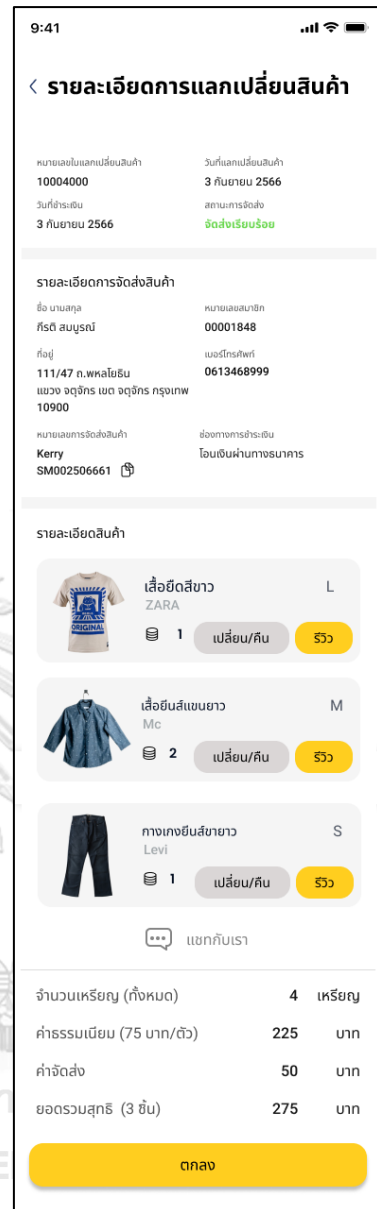 9:41
รายละเอียดการแลกเปลี่ยนสินค้า
หมายเลขใบแลกเปลี่ยนสินค้า วันที่แลกเปลี่ยนสินค้า
10004000 3 กันยายน 2566
วันที่ชำระเงิน สถานะการจัดส่ง
3 กันยายน 2566 จัดส่งเรียบร้อย
รายละเอียดการจัดส่งสินค้า
ชื่อ นามสกุล หมายเลขสมาชิก
กีรติ สมบูรณ์ 00001848
ที่อยู่ เบอร์โทรศัพท์
111/47 ถ.พหลโยธิน 0613468999
แขวง จตุจักร เขต จตุจักร กรุงเทพ
10900
หมายเลขการจัดส่งสินค้า ช่องทางการชำระเงิน
Kerry โอนเงินผ่านทางธนาคาร
SM002506661
รายละเอียดสินค้า
เสื้อยืดสีขาว L
ZARA
1 เปลี่ยน/คืน รีวิว
ORIGINAL
เสื้อยีนส์แขนยาว M
Mc
2 เปลี่ยน/คืน รีวิว
กางเกงยีนส์ขายาว S
Levi
1 เปลี่ยน/คืน รีวิว
แชทกับเรา
จำนวนเหรียญ (ทั้งหมด) 4 เหรียญ
ค่าธรรมเนียม (75 บาท/ตัว) 225 บาท
ค่าจัดส่ง 50 บาท
ยอดรวมสุทธิ (3 ชิ้น) 275 บาท
ตกลง